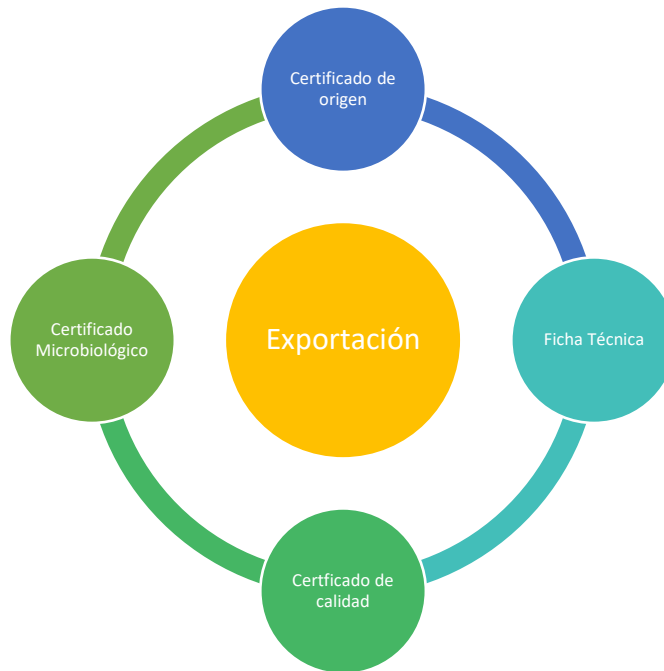 Certificado de
origen
Ficha Técnica
Certficado de
calidad
Certificado
Microbiológico
Exportación